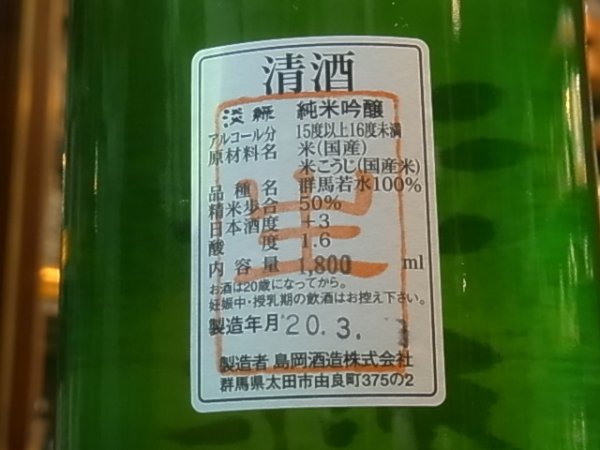 清酒
淡緑 純米吟醸
アルコール分 15度以上16度未満
原材料名 米(国産)
米こうじ(国産米)
品種名 群馬若水100%
精米歩合 50%
日本酒度 +3
酸度 1.6
内容量 1,800 ml
お酒は20歳になってから。
妊娠中・授乳期の飲酒はお控え下さい。
製造年月 20.3.
製造者 島岡酒造株式会社
群馬県太田市由良町375の2